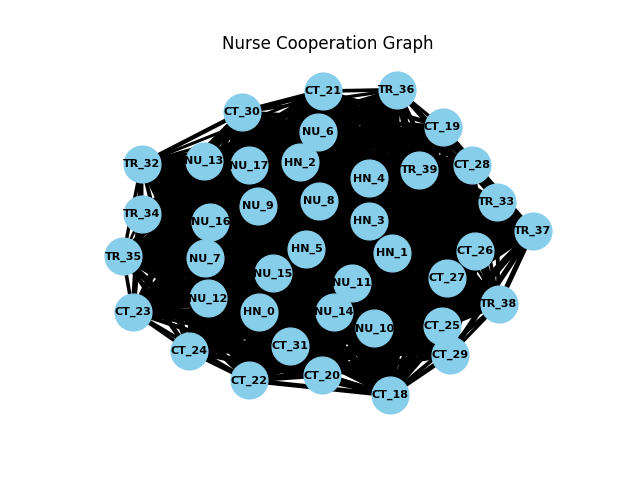 Nurse Cooperation Graph
CT_21
TR_36
CT_30
CT_19
NU_6
TR_32
NU_13
NU_17
HN_2
HN_4
TR_39
CT_28
NU_9
NU_8
TR_33
TR_34
NU_16
HN_3
TR_37
TR_35
NU_7
HN_5
HN_1
CT_26
NU_15
NU_11
CT_27
NU_12
HN_0
NU_14
TR_38
CT_23
NU_10
CT_25
CT_24
CT_31
CT_29
CT_22
CT_20
CT_18